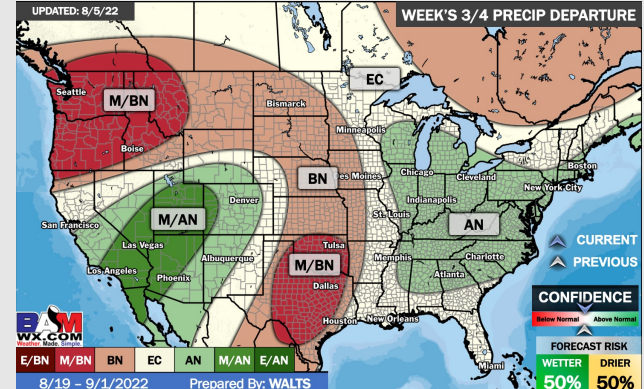 UPDATED: 8/5/22
WEEK'S 3/4 PRECIP DEPARTURE
EC
Seattle
M/BN
Bismarck
Minneapolis
Boise
Boston
BN
es Moines
Chicago
Cleveland
New York City
Denver
Indianapolis
M/AN
St. Louis
AN
San Francisco
Las Vegas
Tulsa
CURRENT
Albuquerque
M/BN
Memphis
Charlotte
PREVIOUS
Los Angeles
Phoenix
Dallas
Atlanta
CONFIDENCE
Below Normal
Above Normal
BAM
WX.COM
Weather. Made. Simple.
Houston
New Orleans
FORECAST RISK
E/BN M/BN BN EC AN M/AN E/AN
Miami
WETTER
DRIER
8/19 - 9/1/2022
Prepared By: WALTS
50%
50%